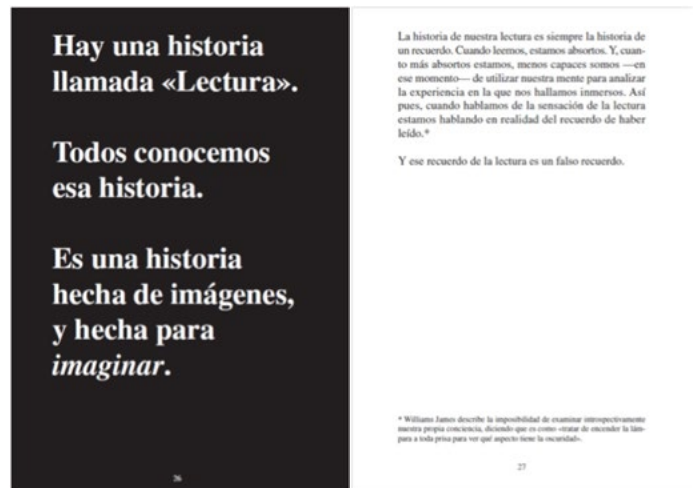 Hay una historia
llamada «Lectura».
Todos conocemos
esa historia.
Es una historia
hecha de imágenes,
y hecha para
imaginar.
26
La historia de nuestra lectura es siempre la historia de
un recuerdo. Cuando leemos, estamos absortos. Y, cuan-
to más absortos estamos, menos capaces somos —en
ese momento— de utilizar nuestra mente para analizar
la experiencia en la que nos hallamos inmersos. Así
pues, cuando hablamos de la sensación de la lectura
estamos hablando en realidad del recuerdo de haber
leído.*
Y ese recuerdo de la lectura es un falso recuerdo.
* Williams James describe la imposibilidad de examinar introspectivamente
nuestra propia conciencia, diciendo que es como «tratar de encender la lám-
para a toda prisa para ver qué aspecto tiene la oscuridad».
27